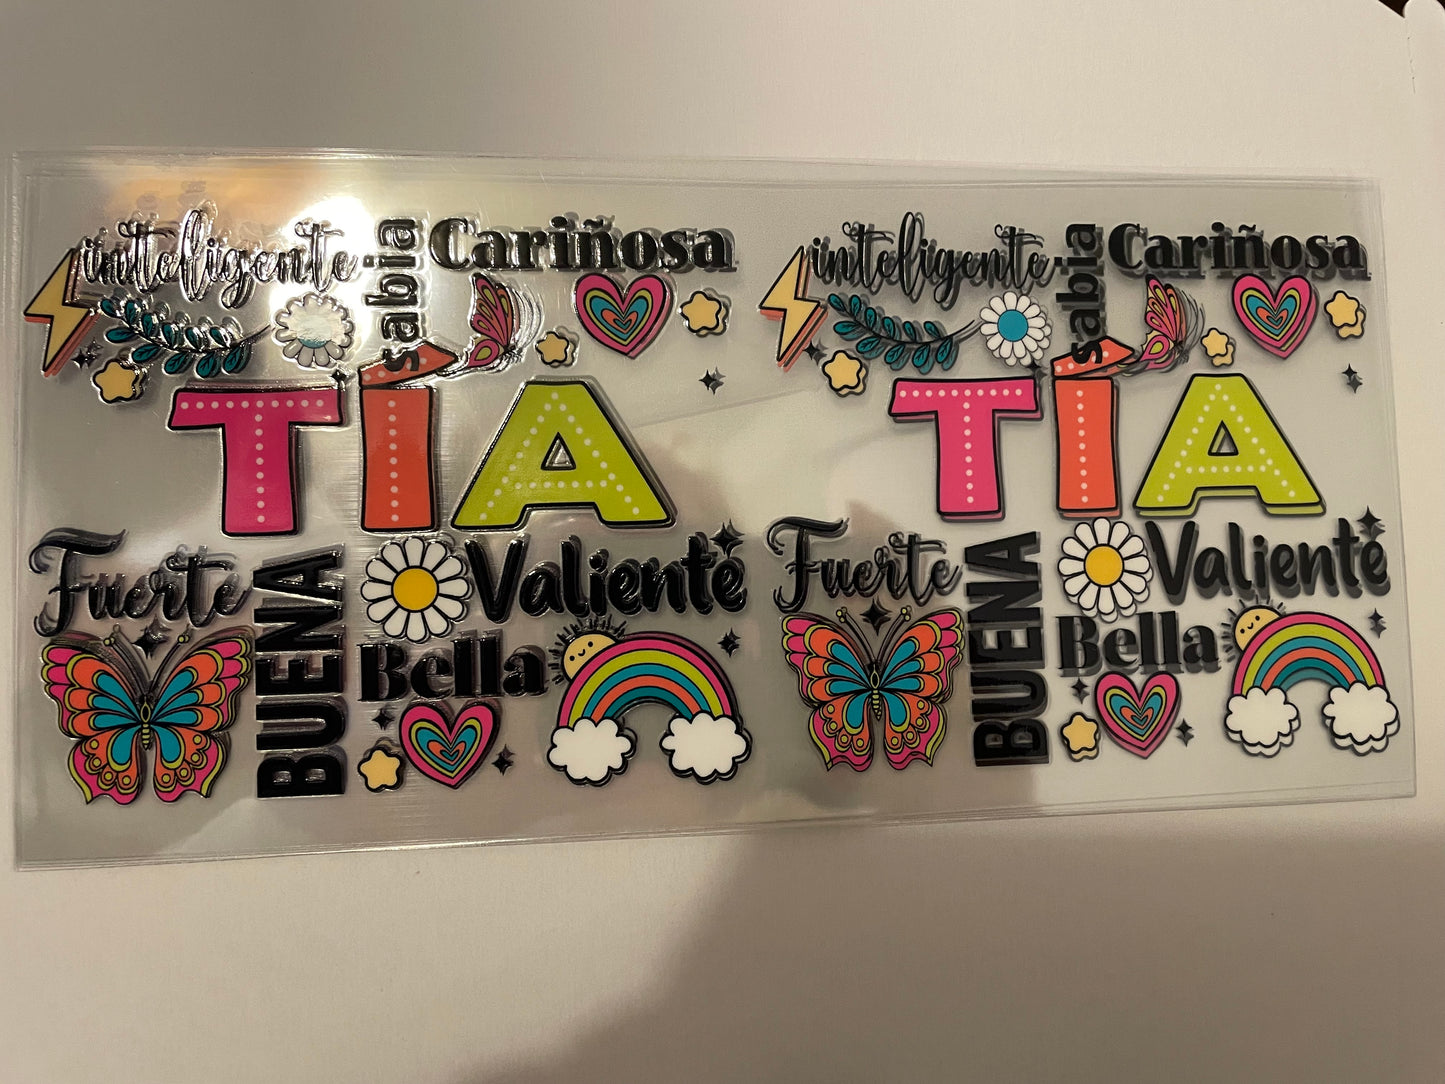 inteligente
sabia
Cariñosa
TÍA
Fuerte
BUENA
Valiente
Bella
inteligente
sabia
Cariñosa
TÍA
Fuerte
BUENA
Valiente
Bella